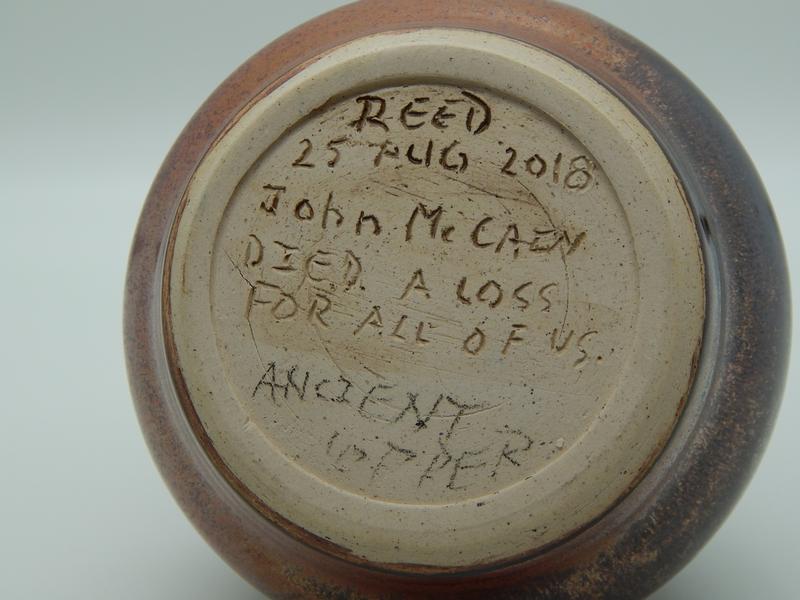 REED
25 AUG 2018
John McCAEN
DIED. A LOSS
FOR ALL OF US.
ANCIENT
COPPER